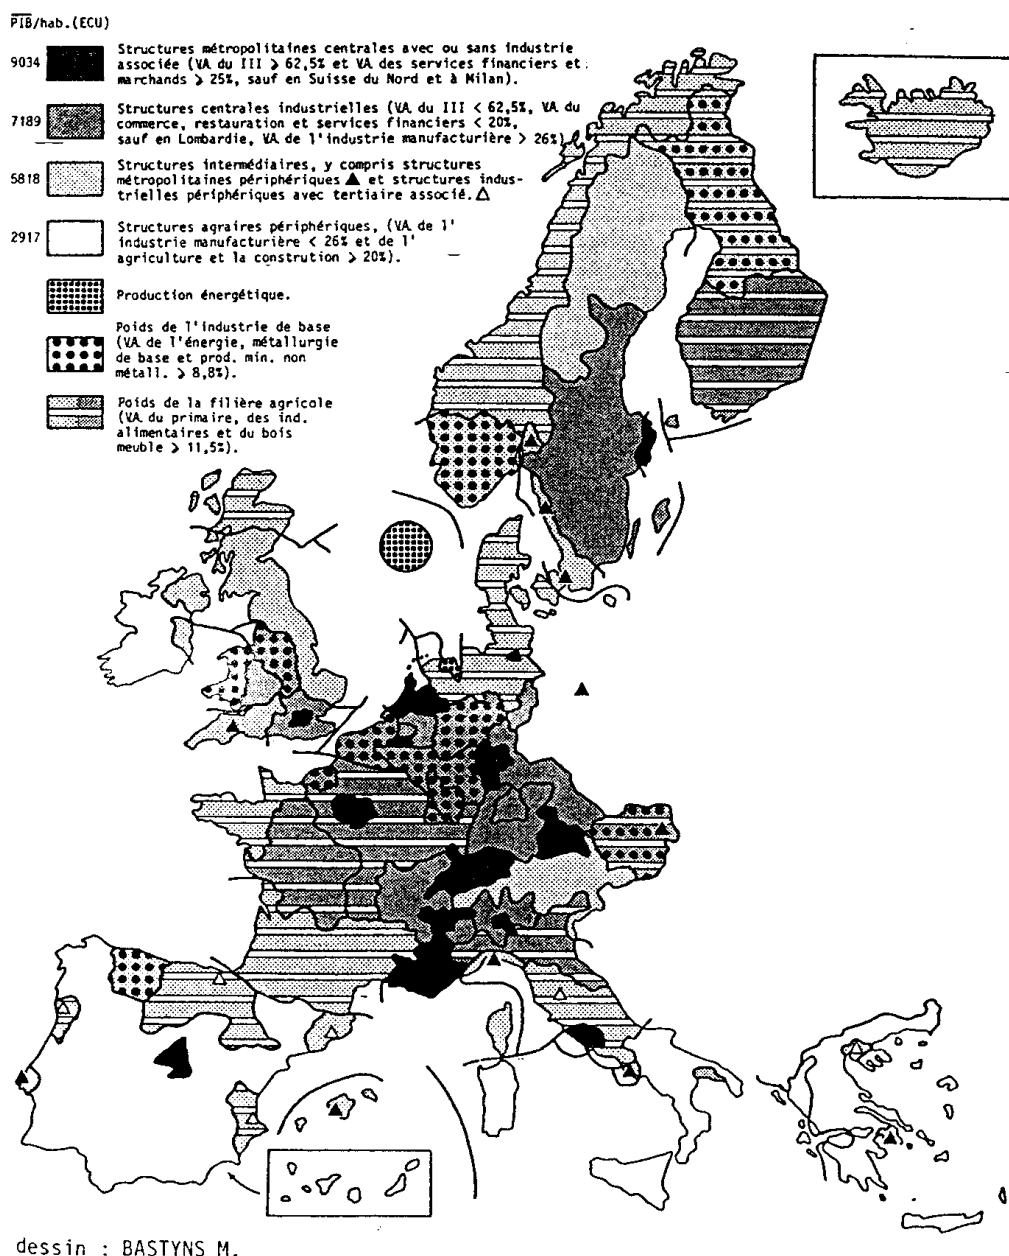 PIB/hab.(ECU)
9034
Structures métropolitaines centrales avec ou sans industrie
associée (VA du III > 62,5% et VA des services financiers et
marchands > 25%, sauf en Suisse du Nord et à Milan).
7189
Structures centrales industrielles (VA du III < 62,5%, VA du
commerce, restauration et services financiers < 20%,
sauf en Lombardie, VA de l'industrie manufacturière > 26%)
5818
Structures intermédiaires, y compris structures
métropolitaines périphériques ▲ et structures indus-
trielles périphériques avec tertiaire associé. △
2917
Structures agraires périphériques, (VA de l'
industrie manufacturière < 26% et de l'
agriculture et la constrution > 20%).
Production énergétique.
Poids de l'industrie de base
(VA de l'énergie, métallurgie
de base et prod. min. non
métall. > 8,8%).
Poids de la filière agricole
(VA du primaire, des ind.
alimentaires et du bois
meuble > 11,5%).
dessin : BASTYNS M.